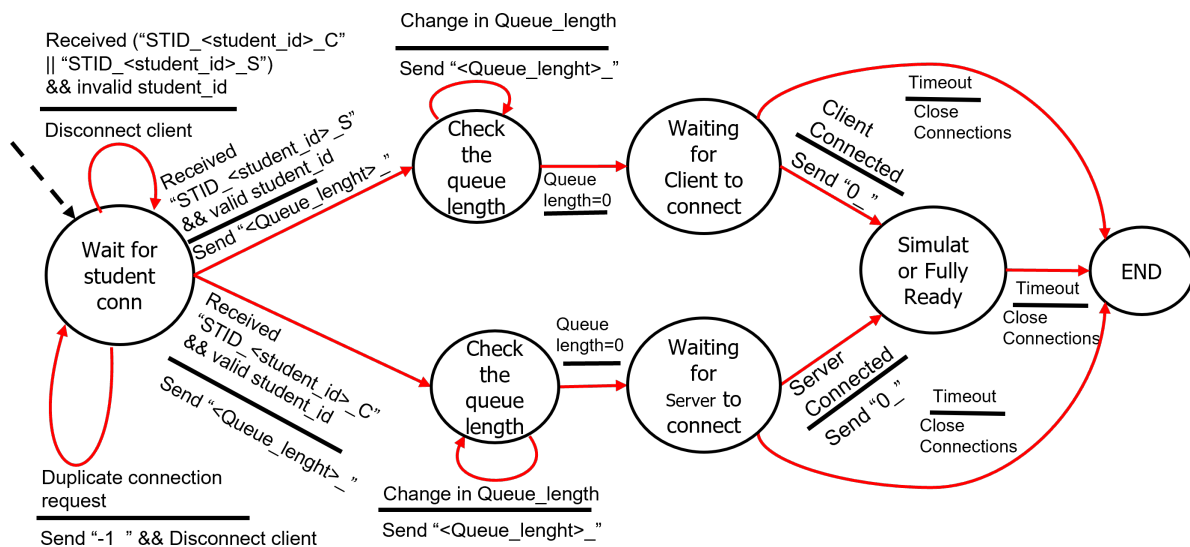 Received (“STID_<student_id>_C”
|| “STID_<student_id>_S”)
&& invalid student_id
Disconnect client
Change in Queue_length
Send “<Queue_lenght>_”
Received
“STID_<student_id>_S”
&& valid student_id
Send “<Queue_lenght>_”
Check
the
queue
length
Queue
length=0
Waiting
for
Client to
connect
Client
Connected
Send “0_”
Timeout
Close
Connections
Wait for
student
conn
Simulat
or Fully
Ready
Timeout
Close
Connections
END
Received
“STID_<student_id>_C”
&& valid student_id
Send “<Queue_lenght>_”
Check
the
queue
length
Queue
length=0
Waiting
for
Server to
connect
Server
Connected
Send “0_”
Timeout
Close
Connections
Duplicate connection
request
Send “-1_” && Disconnect client
Change in Queue_length
Send “<Queue_lenght>_”